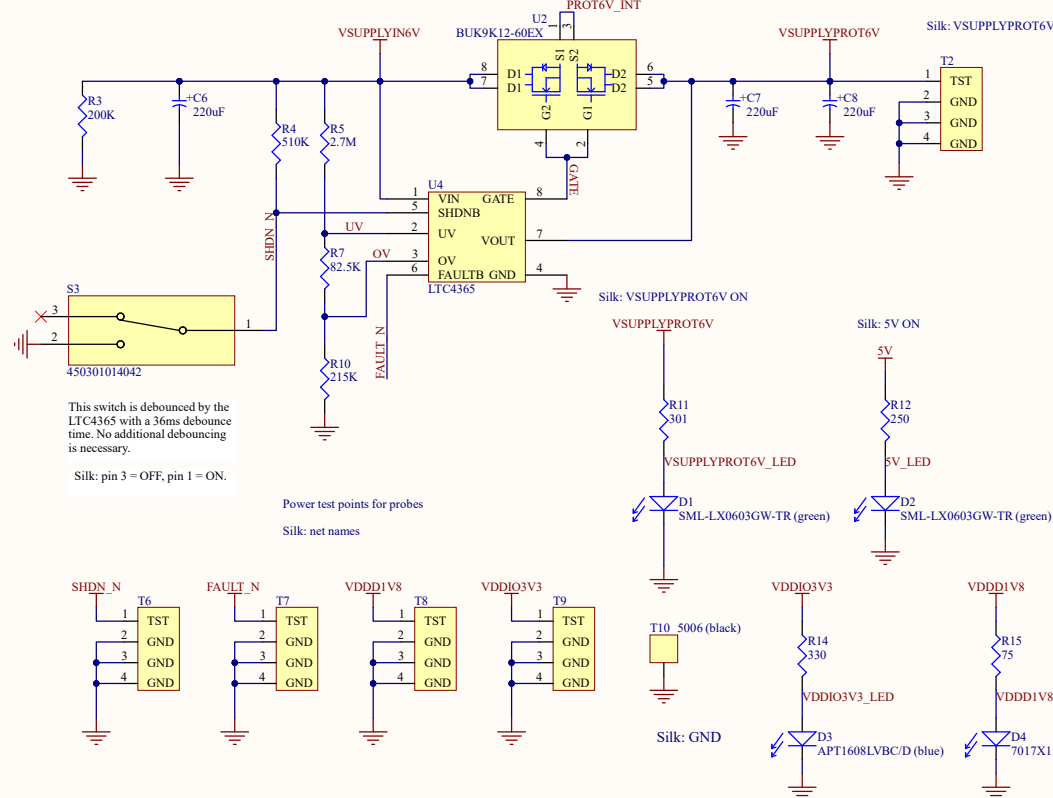 PROT6V_INT
U2
BUK9K12-60EX
1
3
S1
S2
8
7
D1
D1
D2
D2
6
5
G2
G1
4
2
GATE
VSUPPLYIN6V
R3
200K
+C6
220uF
R4
510K
R5
2.7M
VSUPPLYPROT6V
Silk: VSUPPLYPROT6V
+C7
220uF
+C8
220uF
T2
1 TST
2 GND
3 GND
4 GND
U4
1 VIN GATE 8
5 SHDNB
2 UV VOUT 7
3 OV
6 FAULTB GND 4
LTC4365
SHDN_N
UV
OV
FAULT_N
R7
82.5K
R10
215K
S3
3
2
1
450301014042
This switch is debounced by the
LTC4365 with a 36ms debounce
time. No additional debouncing
is necessary.
Silk: pin 3 = OFF, pin 1 = ON.
Silk: VSUPPLYPROT6V ON
VSUPPLYPROT6V
R11
301
VSUPPLYPROT6V_LED
D1
SML-LX0603GW-TR (green)
Silk: 5V ON
5V
R12
250
5V_LED
D2
SML-LX0603GW-TR (green)
Power test points for probes
Silk: net names
SHDN_N
T6
1 TST
2 GND
3 GND
4 GND
FAULT_N
T7
1 TST
2 GND
3 GND
4 GND
VDDD1V8
T8
1 TST
2 GND
3 GND
4 GND
VDDIO3V3
T9
1 TST
2 GND
3 GND
4 GND
T10 5006 (black)
Silk: GND
VDDIO3V3
R14
330
VDDIO3V3_LED
D3
APT1608LVBC/D (blue)
VDDD1V8
R15
75
VDDD1V8
D4
7017X1